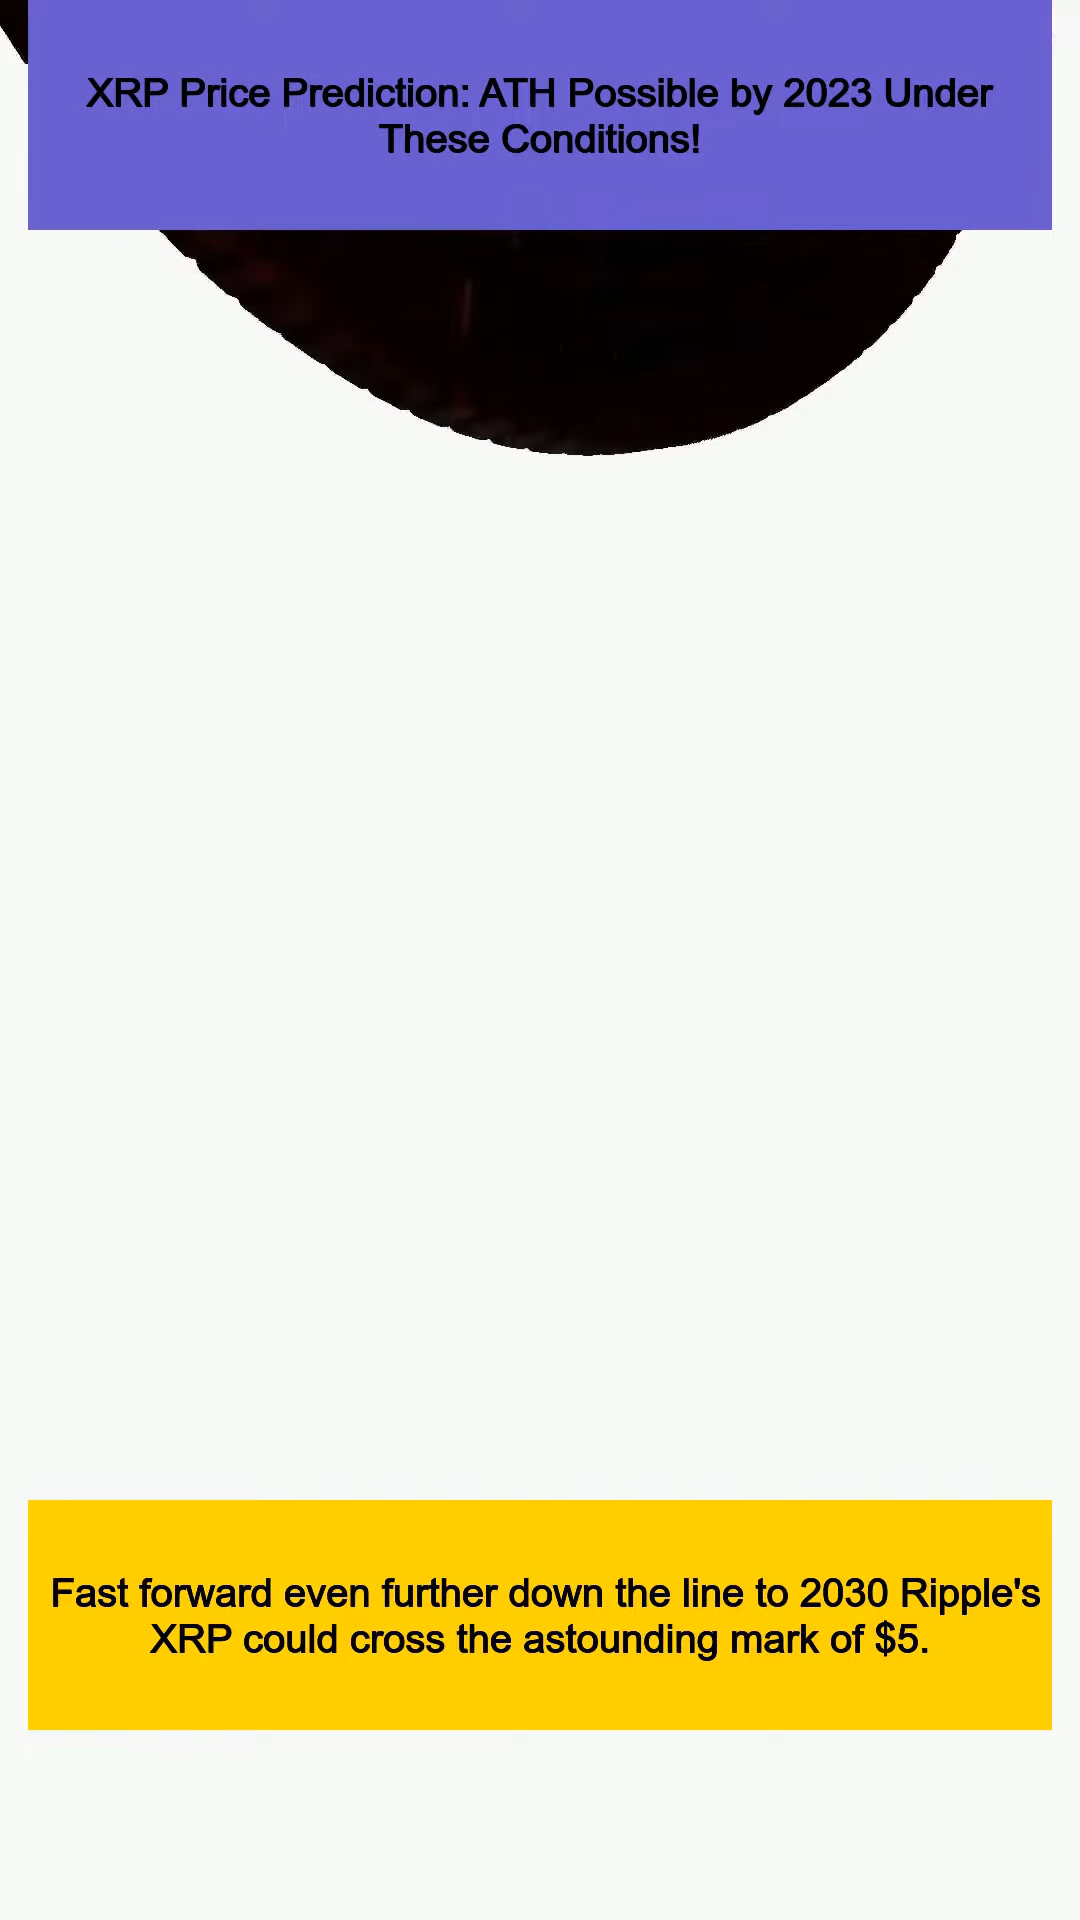 XRP Price Prediction: ATH Possible by 2023 Under
These Conditions!
Fast forward even further down the line to 2030 Ripple's
XRP could cross the astounding mark of $5.